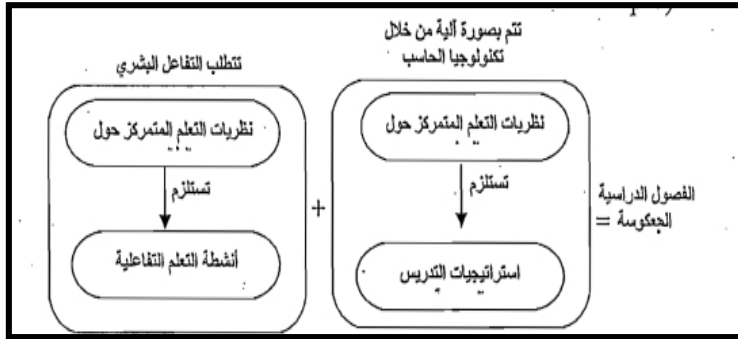 تتم بصورة آلية من خلال
تكنولوجيا الحاسب
تتطلب التفاعل البشري
نظريات التعلم المتمركز حول
نظريات التعلم المتمركز حول
تستلزم
تستلزم
الفصول الدراسية
الجعكوسة =
+
استراتيجيات التدريس
أنشطة التعلم التفاعلية